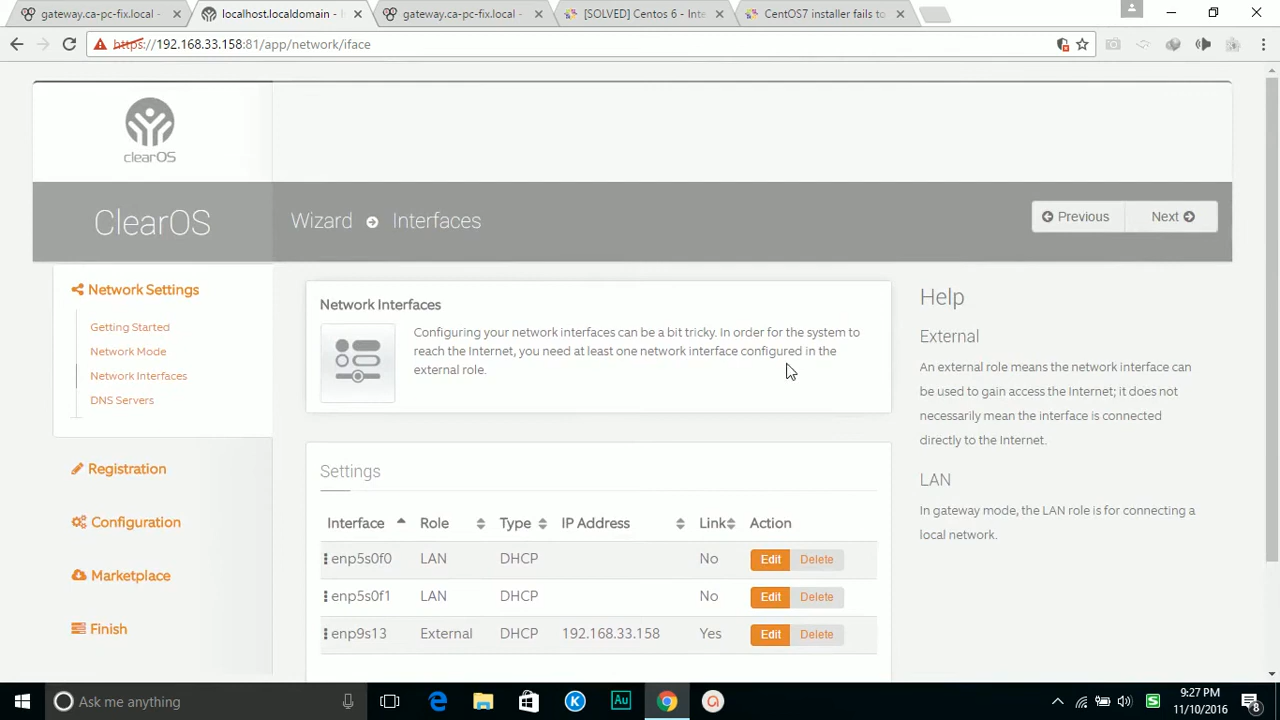 gateway.ca-pc-fix.local -
localhost.localdomain -
gateway.ca-pc-fix.local -
[SOLVED] Centos 6 - Inter
CentOS7 installer fails to
https://192.168.33.158:81/app/network/iface
clearOS
ClearOS
Wizard Interfaces
Previous
Next
Network Settings
Getting Started
Network Mode
Network Interfaces
DNS Servers
Registration
Configuration
Marketplace
Finish
Network Interfaces
Configuring your network interfaces can be a bit tricky. In order for the system to
reach the Internet, you need at least one network interface configured in the
external role.
Settings
Interface Role Type IP Address Link Action
enp5s0f0 LAN DHCP No Edit Delete
enp5s0f1 LAN DHCP No Edit Delete
enp9s13 External DHCP 192.168.33.158 Yes Edit Delete
Help
External
An external role means the network interface can
be used to gain access the Internet; it does not
necessarily mean the interface is connected
directly to the Internet.
LAN
In gateway mode, the LAN role is for connecting a
local network.
Ask me anything
Au
K
S
9:27 PM
11/10/2016
8